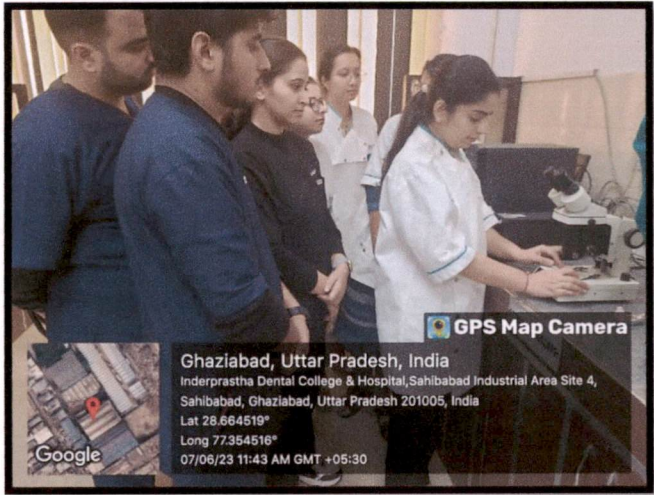 GPS Map Camera
Ghaziabad, Uttar Pradesh, India
Inderprastha Dental College & Hospital,Sahibabad Industrial Area Site 4,
Sahibabad, Ghaziabad, Uttar Pradesh 201005, India
Lat 28.664519°
Long 77.354516°
07/06/23 11:43 AM GMT +05:30
Google